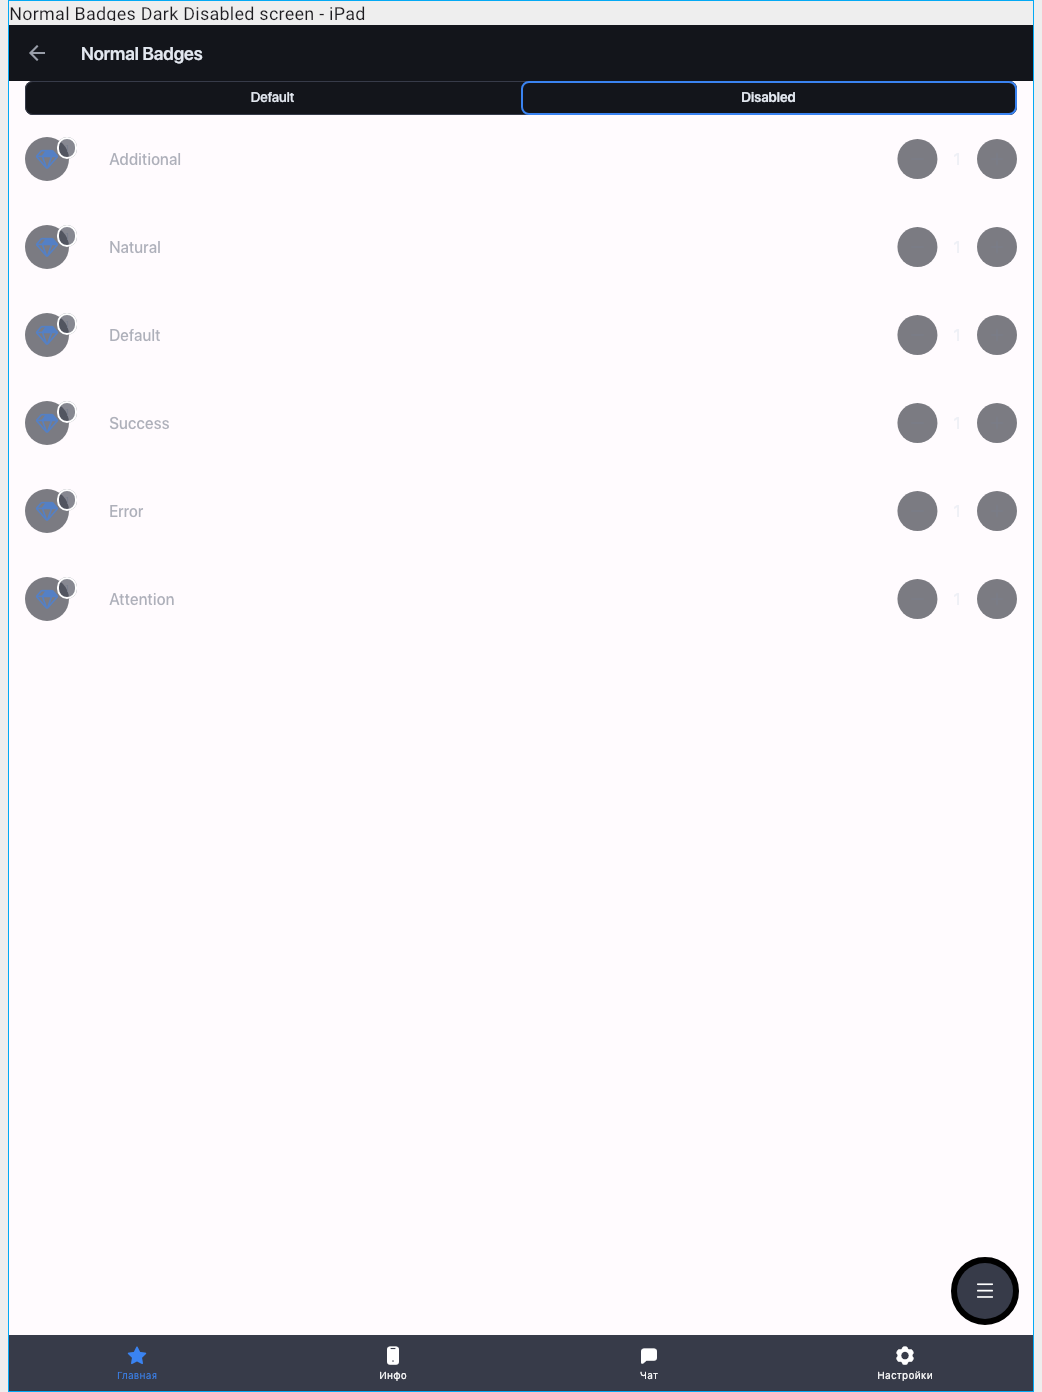 Normal Badges Dark Disabled screen - iPad
Normal Badges
Default Disabled
Additional 1
Natural 1
Default 1
Success 1
Error 1
Attention 1
Главная Инфо Чат Настройки